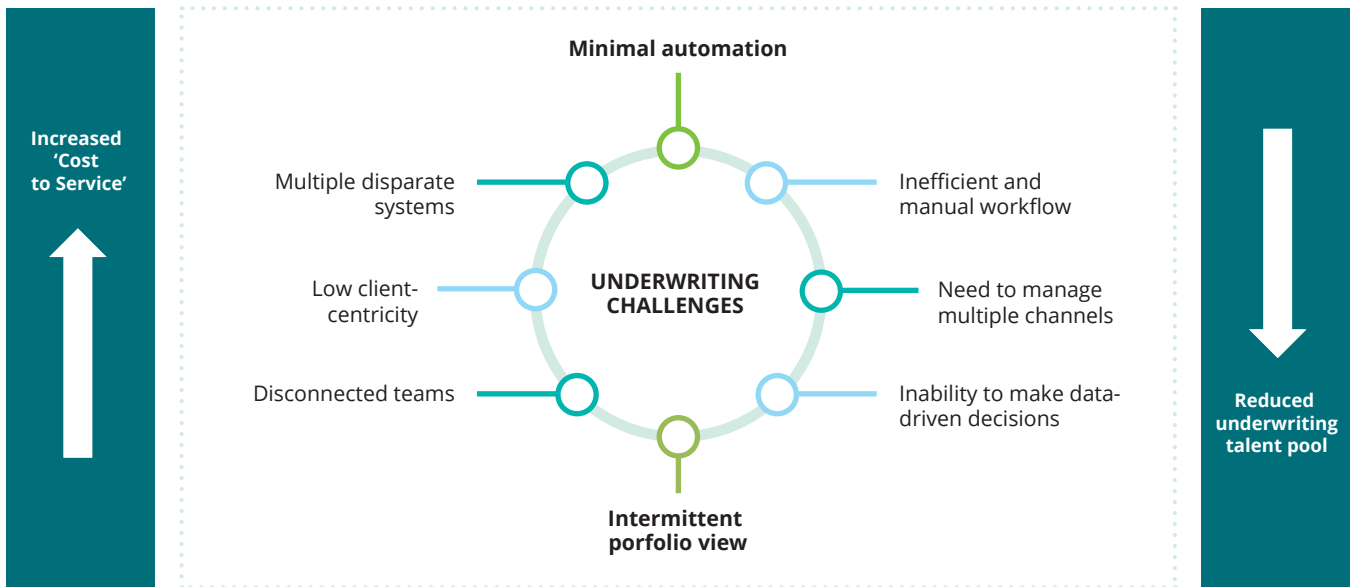 Increased
‘Cost
to Service’
Minimal automation
Multiple disparate
systems
Inefficient and
manual workflow
Low client-
centricity
UNDERWRITING
CHALLENGES
Need to manage
multiple channels
Disconnected teams
Inability to make data-
driven decisions
Intermittent
porfolio view
Reduced
underwriting
talent pool